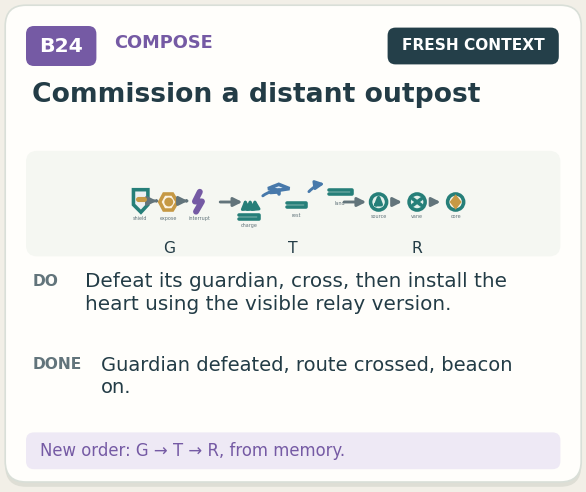 B24 COMPOSE FRESH CONTEXT
Commission a distant outpost
shield expose interrupt charge rest land source vane core
G T R
DO Defeat its guardian, cross, then install the
heart using the visible relay version.
DONE Guardian defeated, route crossed, beacon
on.
New order: G → T → R, from memory.